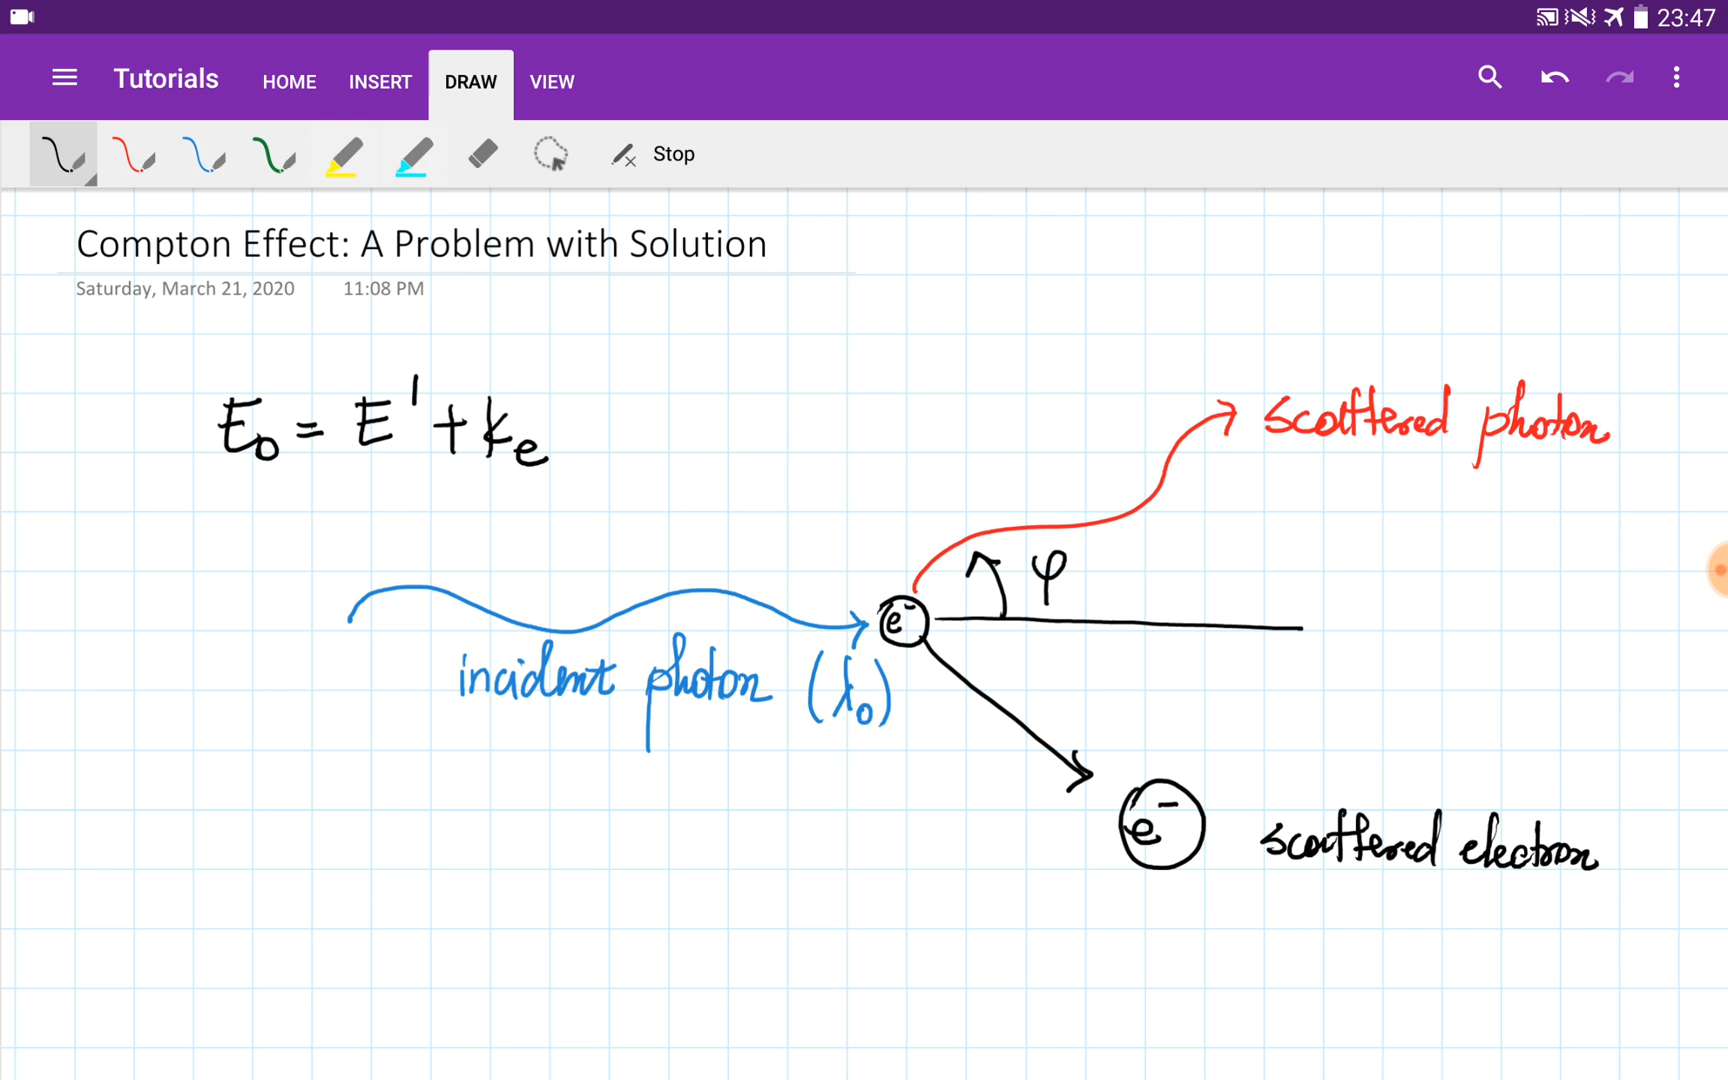 23:47
Tutorials HOME INSERT DRAW VIEW
Stop
Compton Effect: A Problem with Solution
Saturday, March 21, 2020 11:08 PM
E₀ = E' + Kₑ
scattered photon
φ
e⁻
incident photon (λ₀)
e⁻ scattered electron